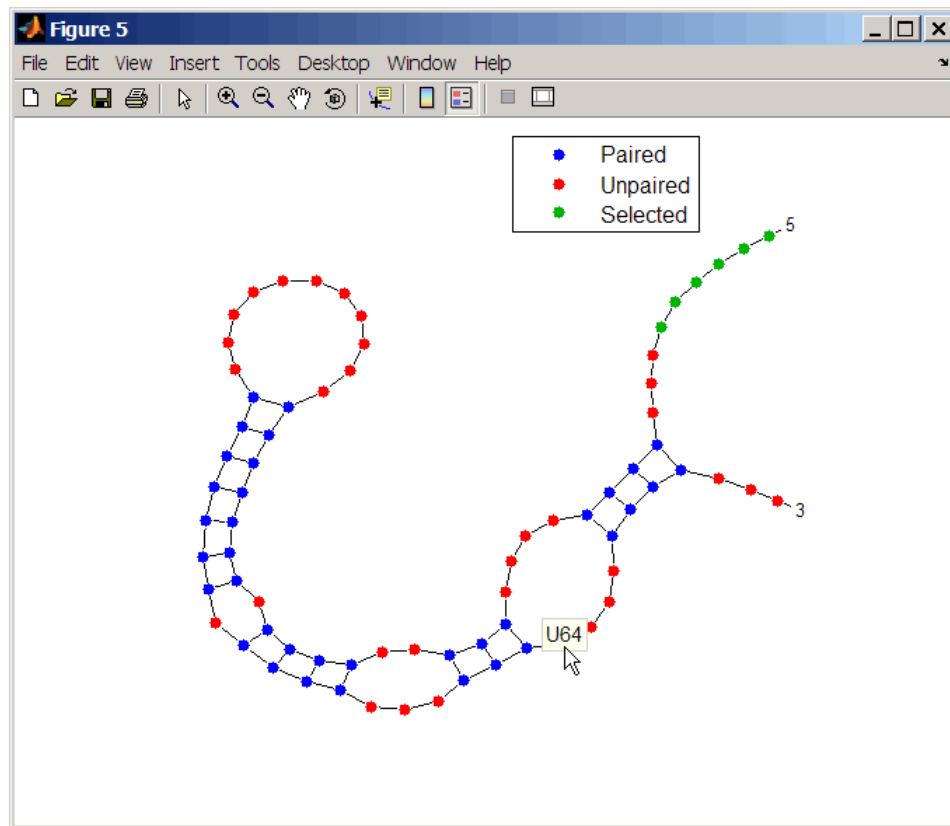 Figure 5
File Edit View Insert Tools Desktop Window Help
Paired
Unpaired
Selected
5
3
U64